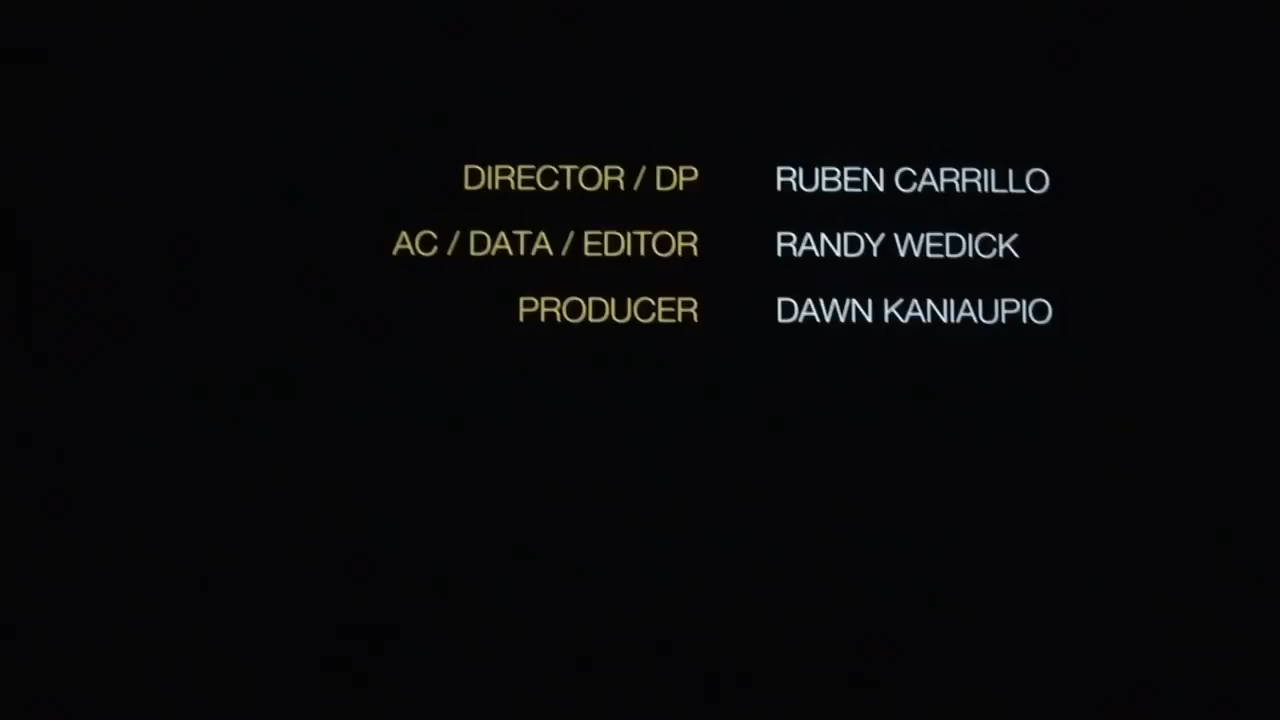 DIRECTOR / DP RUBEN CARRILLO
AC / DATA / EDITOR RANDY WEDICK
PRODUCER DAWN KANIAUPIO